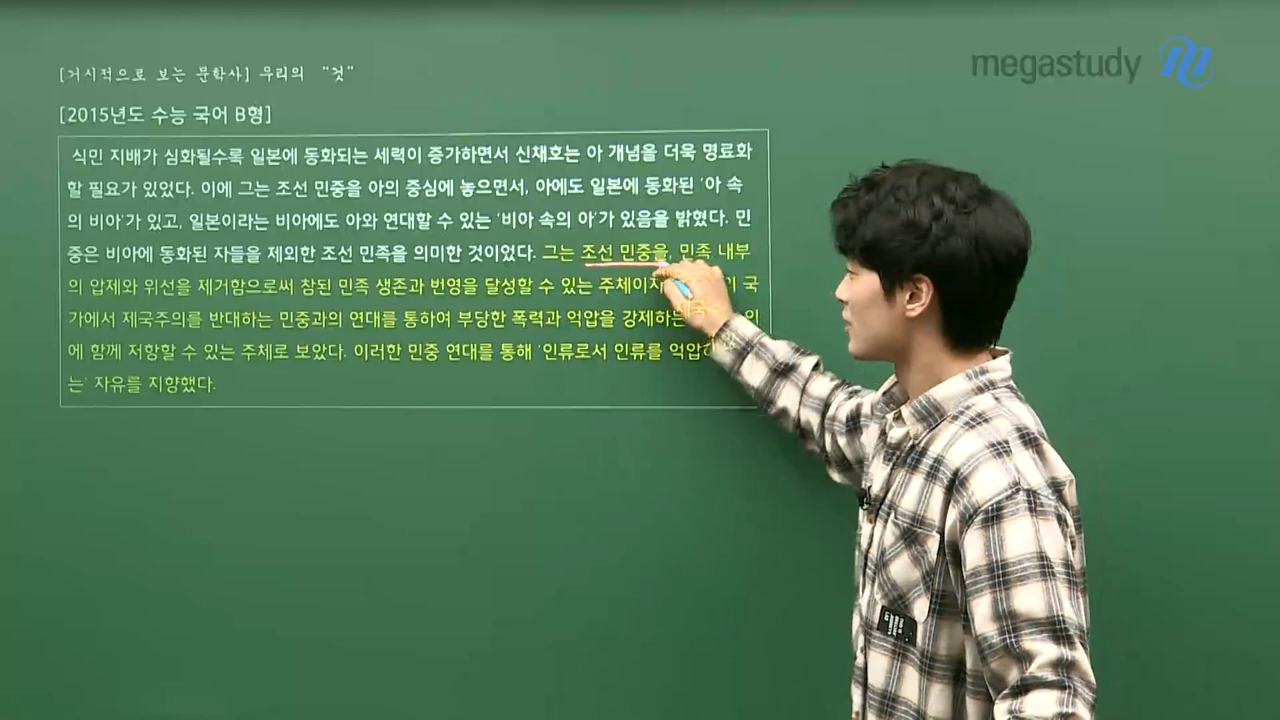 [거시적으로 보는 문학사] 우리의 "것"
megastudy
[2015년도 수능 국어 B형]
식민 지배가 심화될수록 일본에 동화되는 세력이 증가하면서 신채호는 아 개념을 더욱 명료화
할 필요가 있었다. 이에 그는 조선 민중을 아의 중심에 놓으면서, 아에도 일본에 동화된 '아 속
의 비아'가 있고, 일본이라는 비아에도 아와 연대할 수 있는 '비아 속의 아'가 있음을 밝혔다. 민
중은 비아에 동화된 자들을 제외한 조선 민족을 의미한 것이었다. 그는 조선 민중을, 민족 내부
의 압제와 위선을 제거함으로써 참된 민족 생존과 번영을 달성할 수 있는 주체이자 국
가에서 제국주의를 반대하는 민중과의 연대를 통하여 부당한 폭력과 억압을 강제하는 제국
에 함께 저항할 수 있는 주체로 보았다. 이러한 민중 연대를 통해 '인류로서 인류를
는' 자유를 지향했다.